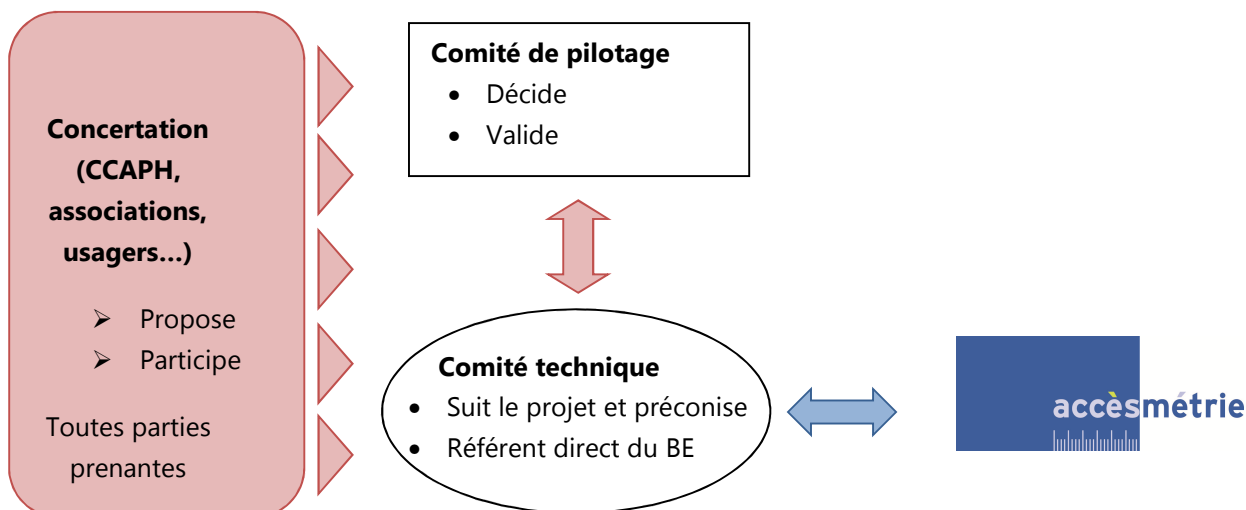 Concertation
(CCAPH,
associations,
usagers…)
➢ Propose
➢ Participe
Toutes parties
prenantes
Comité de pilotage
• Décide
• Valide
Comité technique
• Suit le projet et préconise
• Référent direct du BE
accèsmétrie